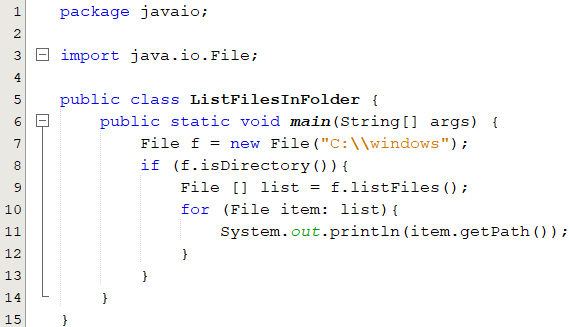 1 package javaio;
2
3 import java.io.File;
4
5 public class ListFilesInFolder {
6     public static void main(String[] args) {
7         File f = new File("C:\\windows");
8         if (f.isDirectory()){
9             File [] list = f.listFiles();
10             for (File item: list){
11                 System.out.println(item.getPath());
12             }
13         }
14     }
15 }